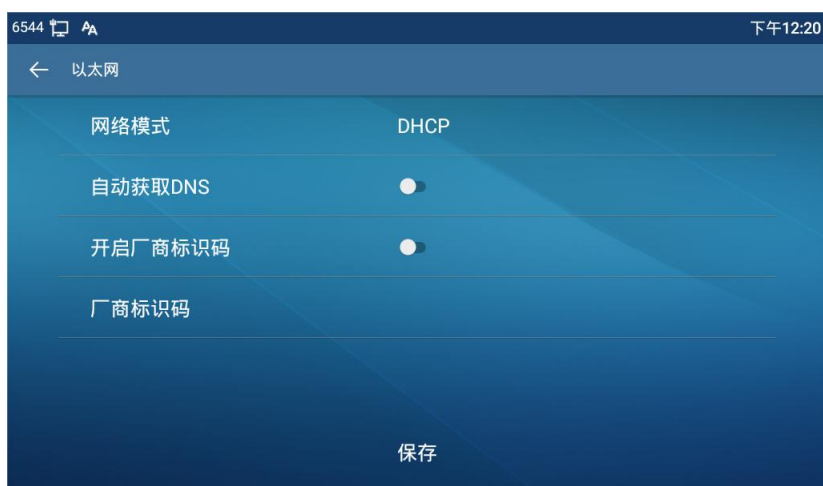 6544 下午12:20
以太网
网络模式 DHCP
自动获取DNS
开启厂商标识码
厂商标识码
保存